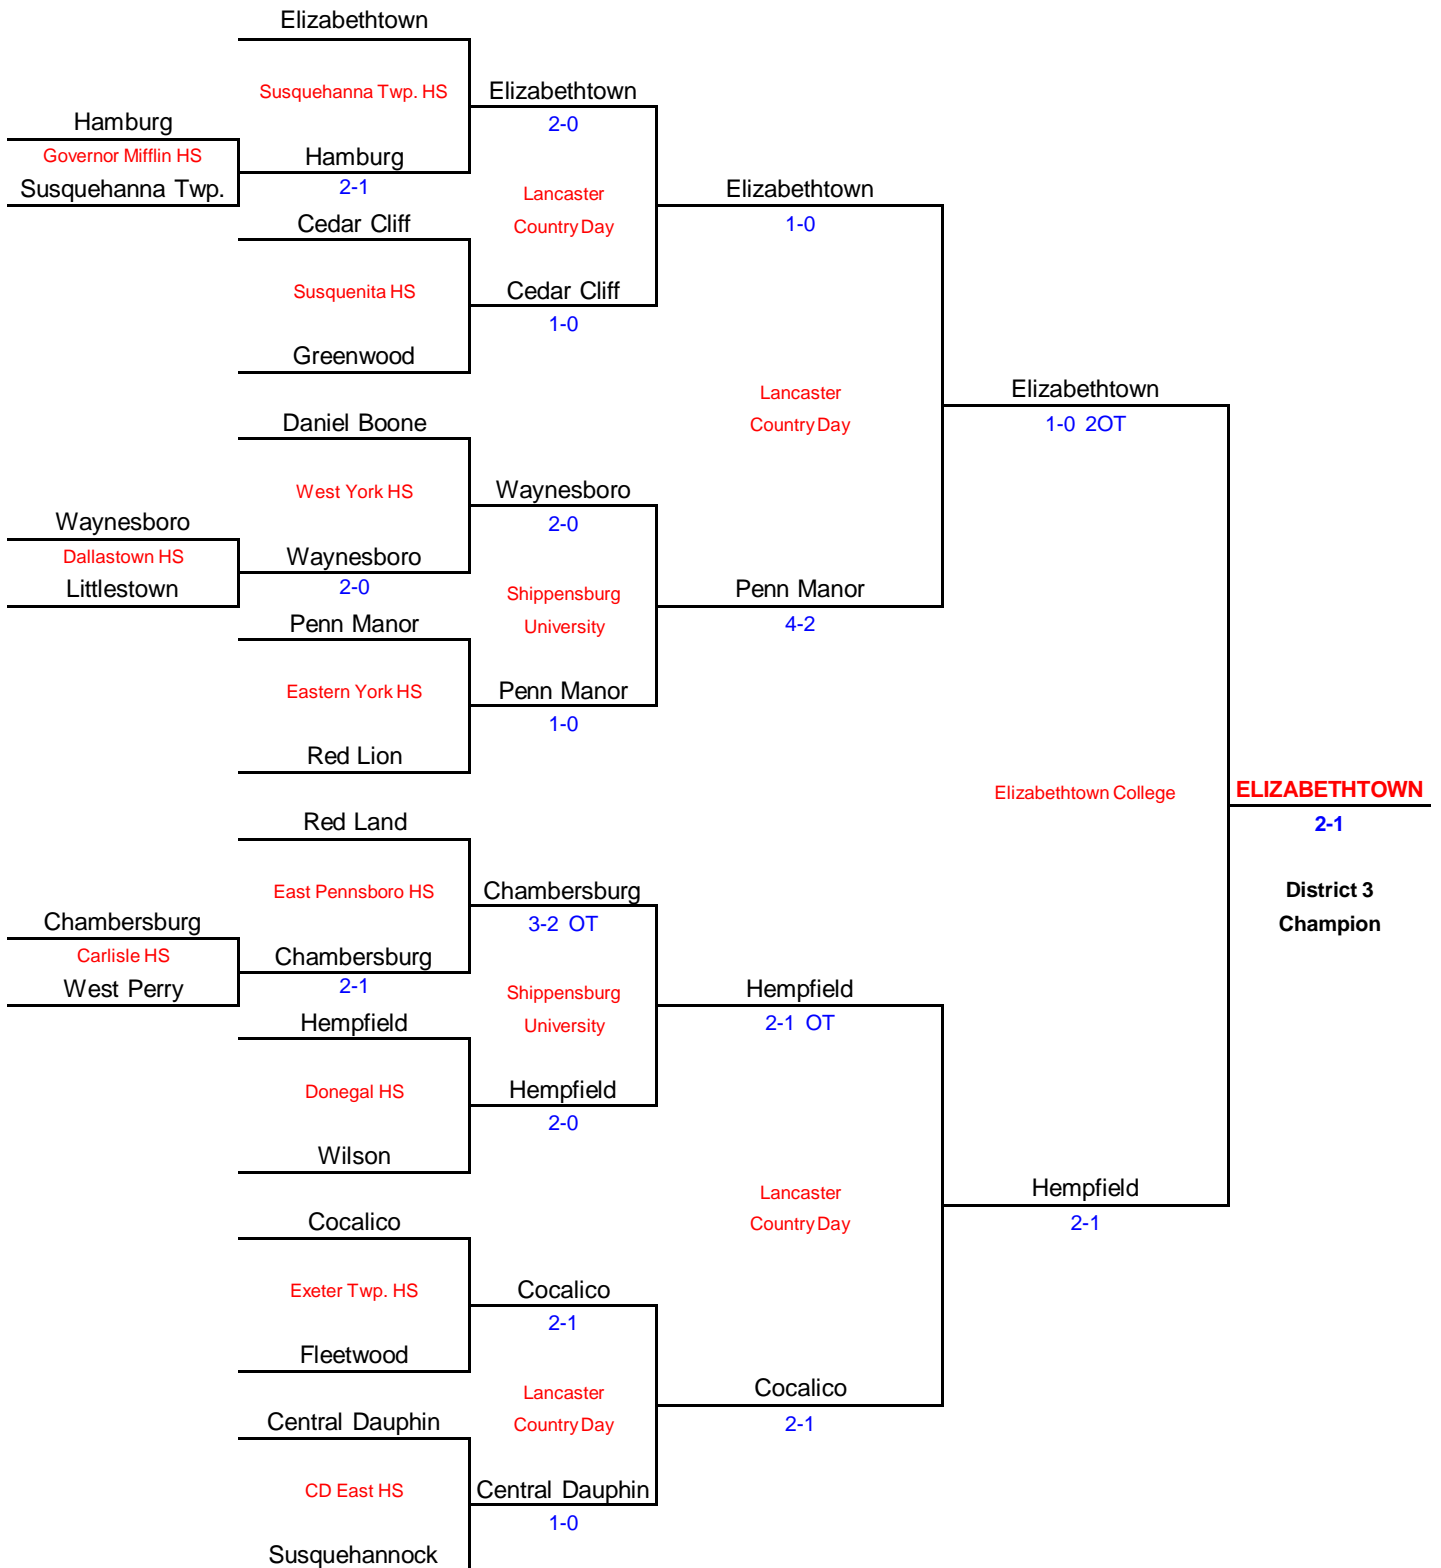 Elizabethtown
Susquehanna Twp. HS
Elizabethtown
2-0
Hamburg
Governor Mifflin HS
Susquehanna Twp.
Hamburg
2-1
Lancaster
Country Day
Elizabethtown
1-0
Cedar Cliff
Susquenita HS
Cedar Cliff
1-0
Greenwood
Lancaster
Country Day
Elizabethtown
1-0 2OT
Daniel Boone
West York HS
Waynesboro
2-0
Waynesboro
Dallastown HS
Littlestown
Waynesboro
2-0
Shippensburg
University
Penn Manor
4-2
Penn Manor
Eastern York HS
Penn Manor
1-0
Red Lion
Elizabethtown College
ELIZABETHTOWN
2-1
District 3
Champion
Red Land
East Pennsboro HS
Chambersburg
3-2 OT
Chambersburg
Carlisle HS
West Perry
Chambersburg
2-1
Shippensburg
University
Hempfield
2-1 OT
Hempfield
Donegal HS
Hempfield
2-0
Wilson
Lancaster
Country Day
Hempfield
2-1
Cocalico
Exeter Twp. HS
Cocalico
2-1
Fleetwood
Lancaster
Country Day
Cocalico
2-1
Central Dauphin
CD East HS
Central Dauphin
1-0
Susquehannock